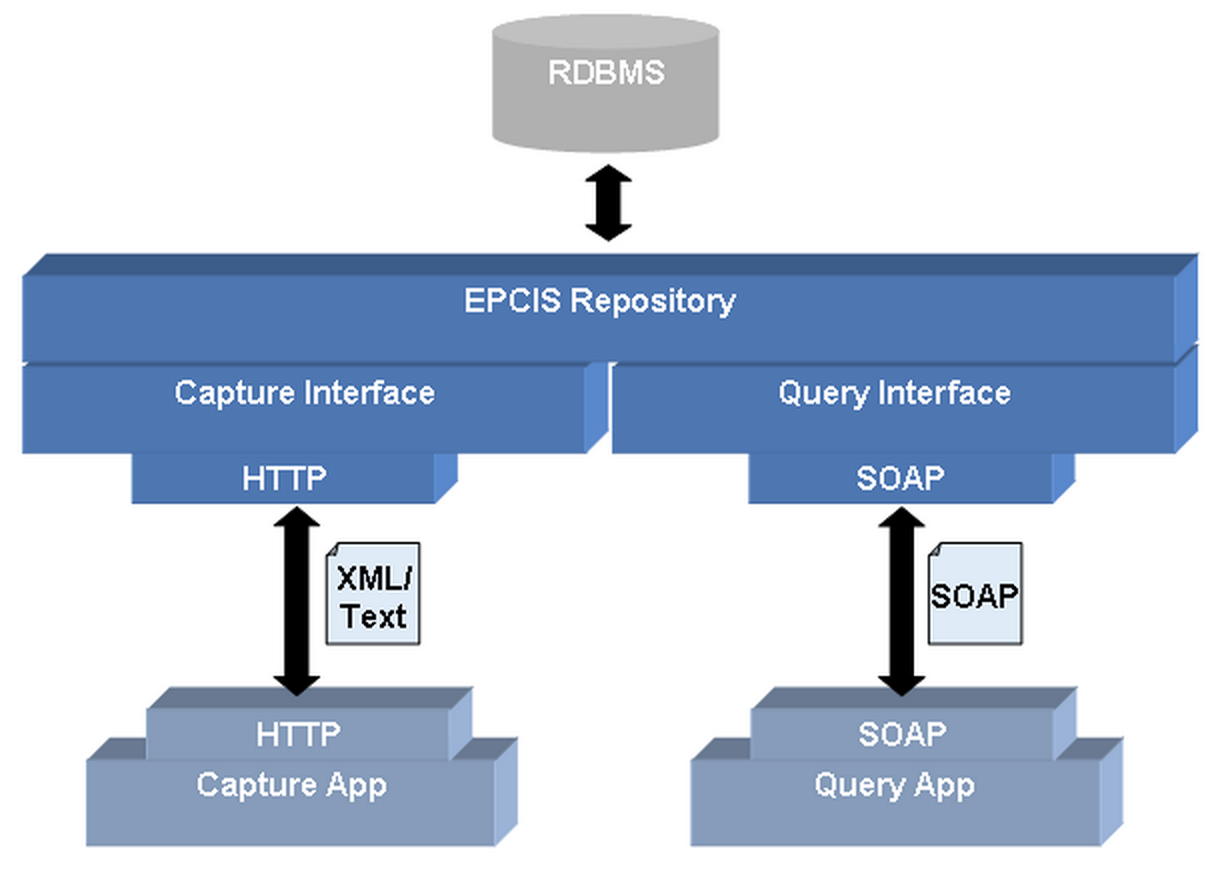 RDBMS
EPCIS Repository
Capture Interface
Query Interface
HTTP
SOAP
XML/
Text
SOAP
HTTP
Capture App
SOAP
Query App